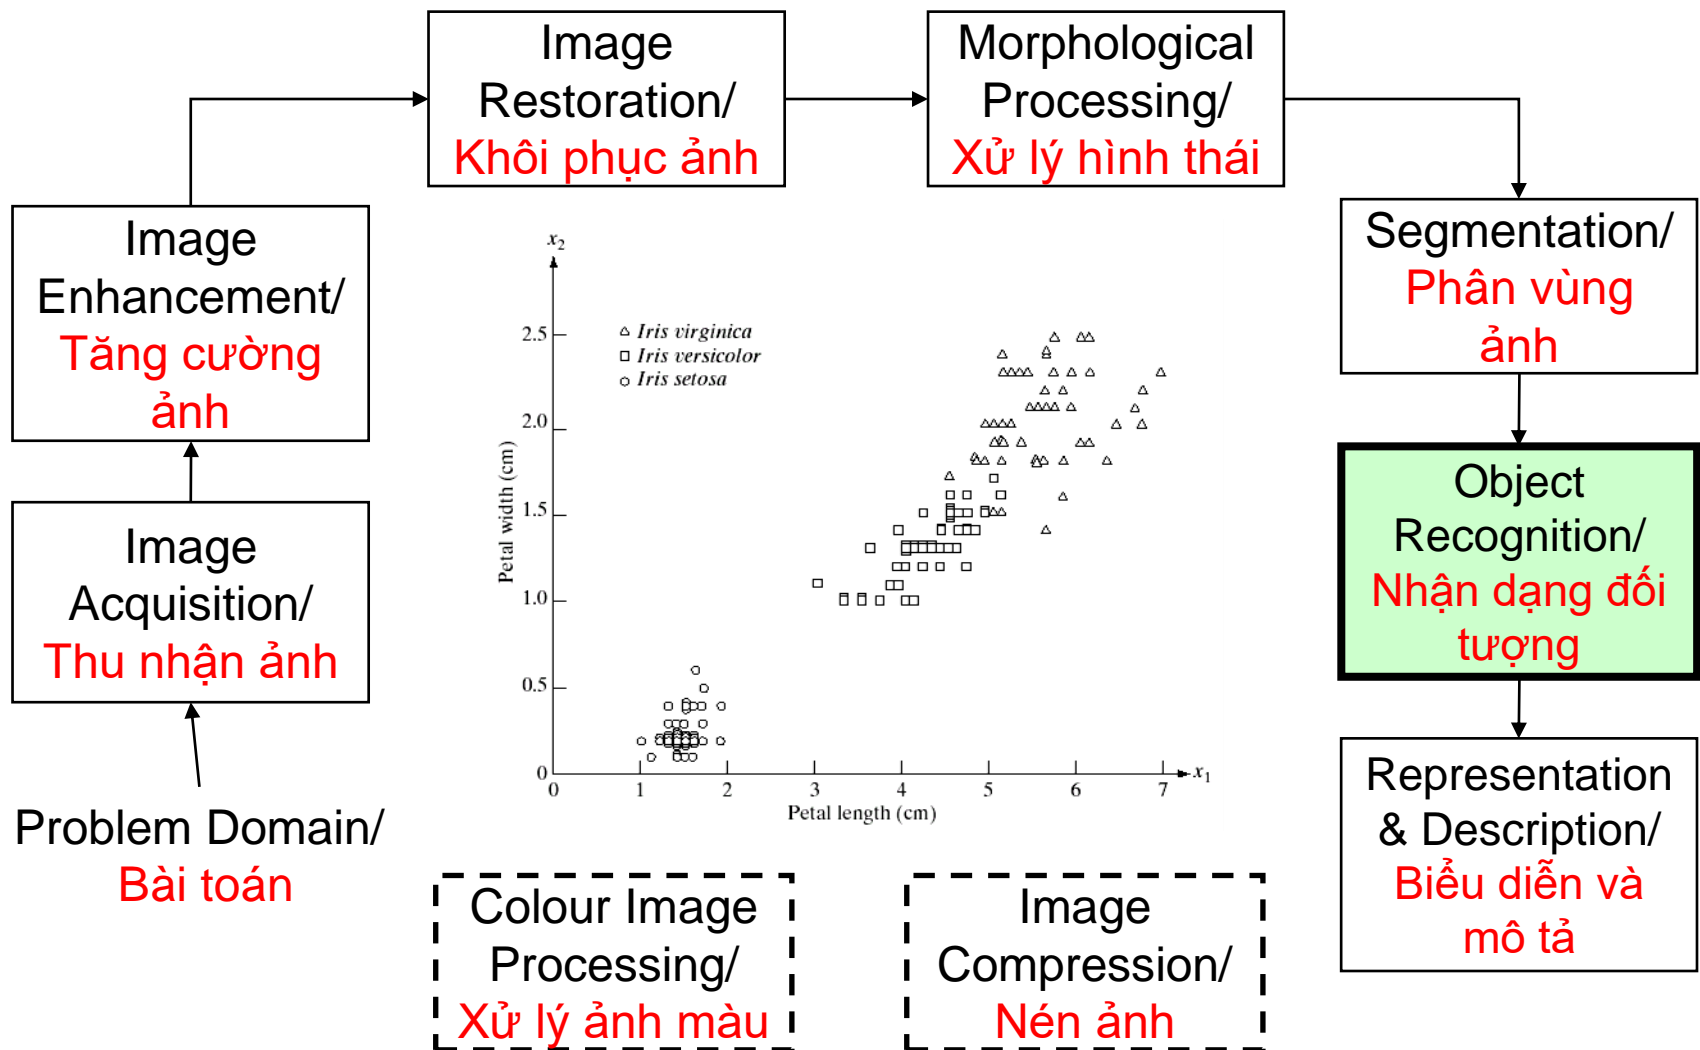 Image
Restoration/
Khôi phục ảnh
Morphological
Processing/
Xử lý hình thái
Image
Enhancement/
Tăng cường
ảnh
Segmentation/
Phân vùng
ảnh
x2
2.5
2.0
1.5
1.0
0.5
0
Petal width (cm)
Iris virginica
Iris versicolor
Iris setosa
0 1 2 3 4 5 6 7
x1
Petal length (cm)
Image
Acquisition/
Thu nhận ảnh
Object
Recognition/
Nhận dạng đối
tượng
Problem Domain/
Bài toán
Representation
& Description/
Biểu diễn và
mô tả
Colour Image
Processing/
Xử lý ảnh màu
Image
Compression/
Nén ảnh